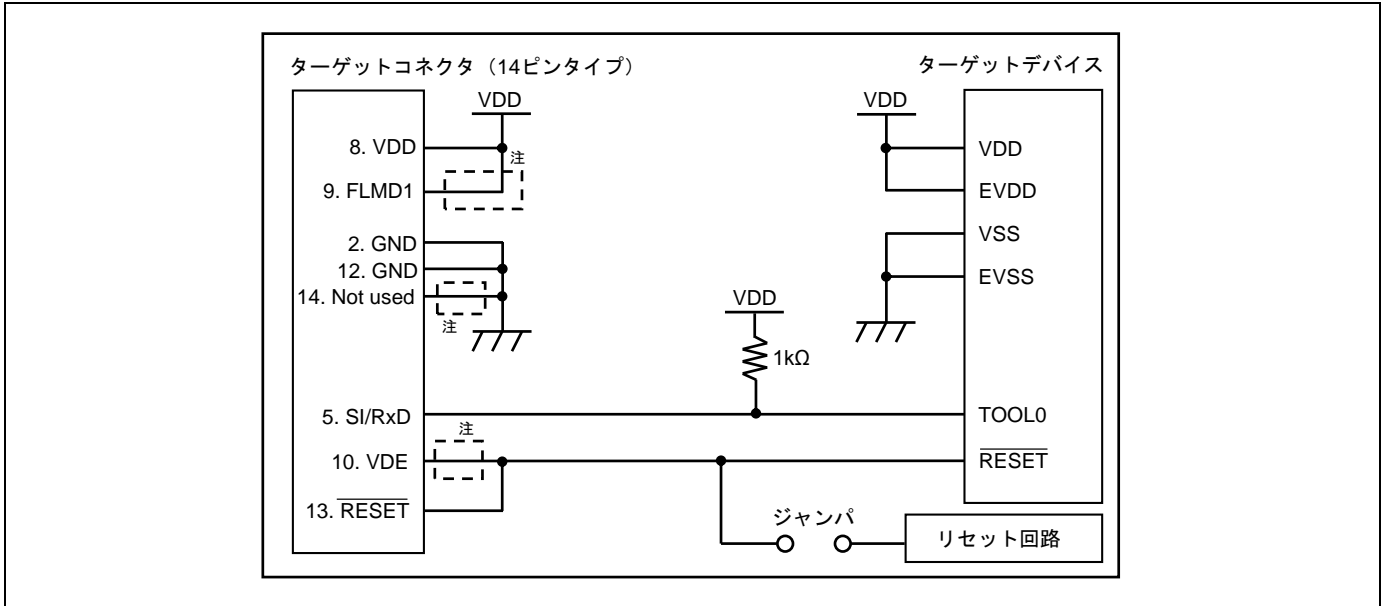 ターゲットコネクタ（14ピンタイプ）
8. VDD
9. FLMD1
2. GND
12. GND
14. Not used
5. SI/RxD
10. VDE
13. RESET
VDD
注
注
注
VDD
1kΩ
ジャンパ
リセット回路
ターゲットデバイス
VDD
VDD
EVDD
VSS
EVSS
TOOL0
RESET